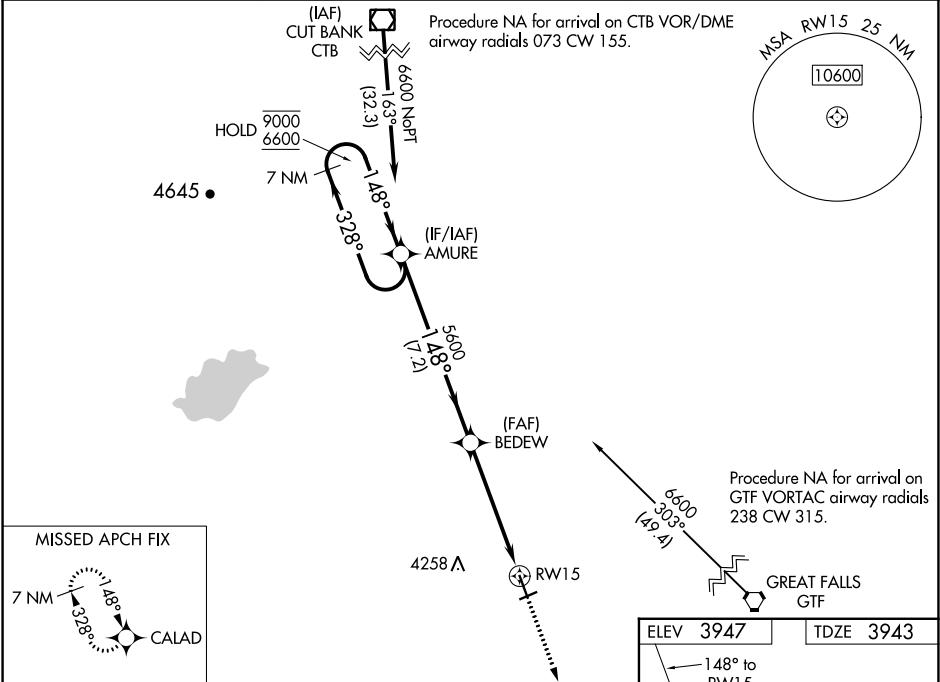 (IAF)
CUT BANK
CTB
Procedure NA for arrival on CTB VOR/DME
airway radials 073 CW 155.
MSA RW15 25 NM
10600
6600 NoPT
163°
(32.3)
HOLD 9000
6600
7 NM
148°
328°
4645
(IF/IAF)
AMURE
5600
148°
(7.2)
(FAF)
BEDEW
Procedure NA for arrival on
GTF VORTAC airway radials
238 CW 315.
6600
303°
(49.4)
MISSED APCH FIX
7 NM
148°
328°
CALAD
4258
RW15
GREAT FALLS
GTF
ELEV 3947
TDZE 3943
148° to
RW15